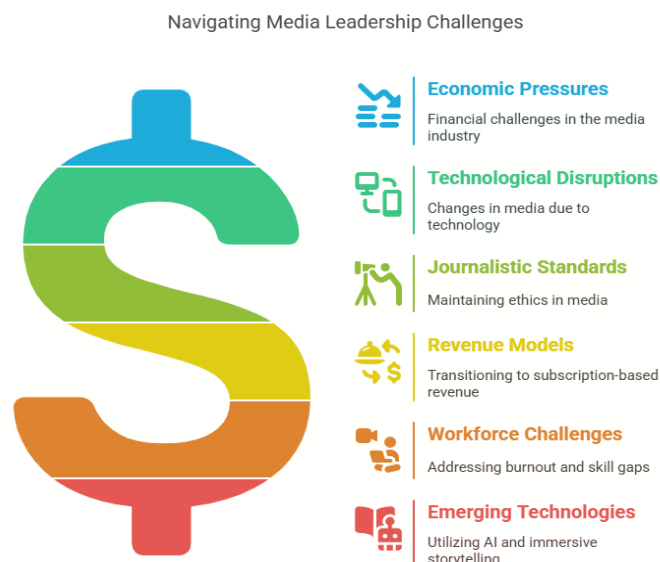 Navigating Media Leadership Challenges
Economic Pressures
Financial challenges in the media
industry
Technological Disruptions
Changes in media due to
technology
Journalistic Standards
Maintaining ethics in media
Revenue Models
Transitioning to subscription-based
revenue
Workforce Challenges
Addressing burnout and skill gaps
Emerging Technologies
Utilizing AI and immersive
storytelling